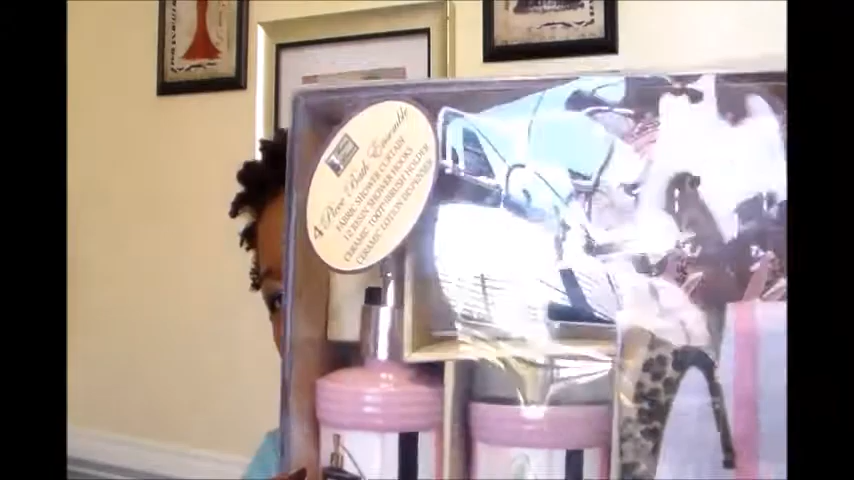 4 Piece Bath Ensemble
FABRIC SHOWER CURTAIN
12 RESIN SHOWER HOOKS
CERAMIC TOOTHBRUSH HOLDER
CERAMIC LOTION DISPENSER